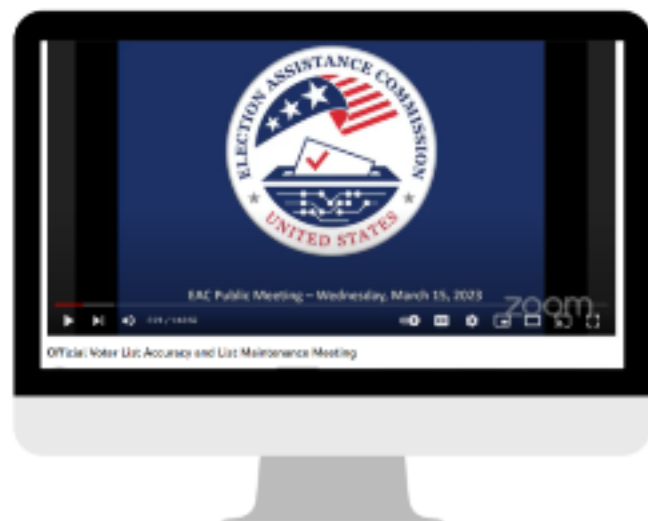 ELECTION ASSISTANCE COMMISSION
UNITED STATES
EAC Public Meeting – Wednesday, March 15, 2023
zoom
Official Voter List Accuracy and List Maintenance Meeting